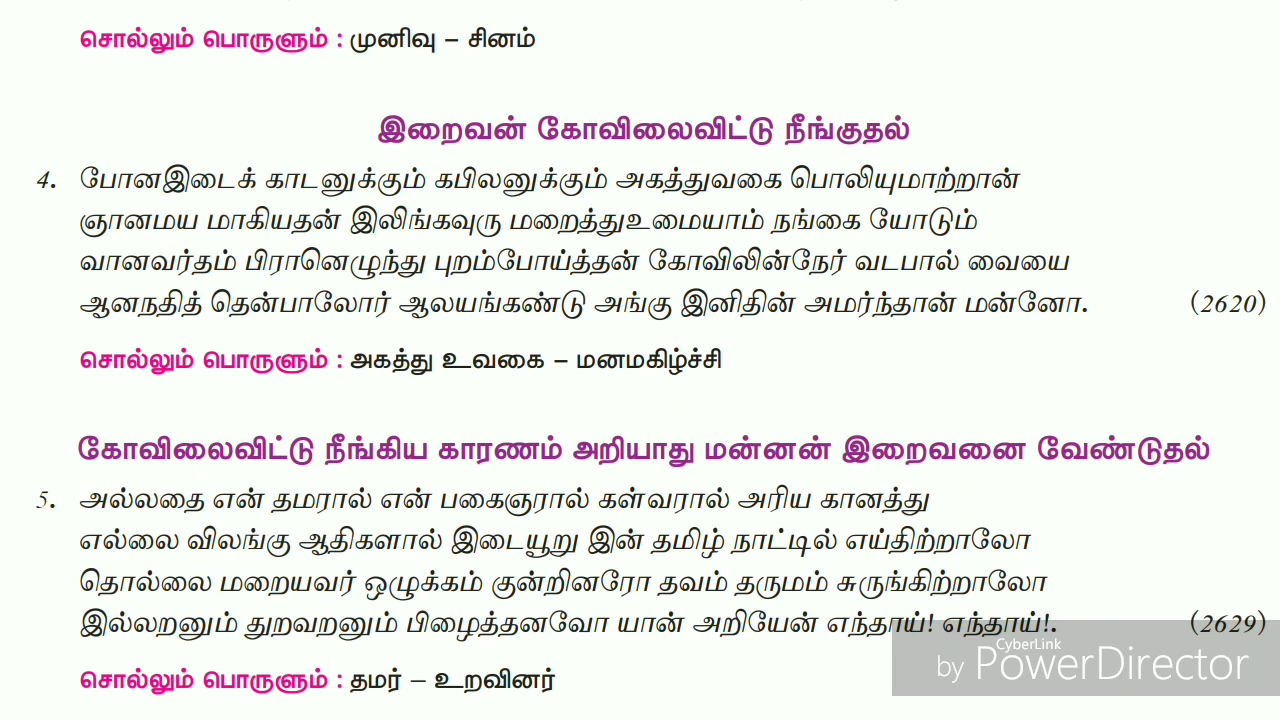 சொல்லும் பொருளும் : முனிவு – சினம்
இறைவன் கோவிலைவிட்டு நீங்குதல்
4. போனஇடைக் காடனுக்கும் கபிலனுக்கும் அகத்துவகை பொலியுமாற்றான்
ஞானமய மாகியதன் இலிங்கவுரு மறைத்துஉமையாம் நங்கை யோடும்
வானவர்தம் பிரானெழுந்து புறம்போய்த்தன் கோவிலின்நேர் வடபால் வையை
ஆனநதித் தென்பாலோர் ஆலயங்கண்டு அங்கு இனிதின் அமர்ந்தான் மன்னோ. (2620)
சொல்லும் பொருளும் : அகத்து உவகை – மனமகிழ்ச்சி
கோவிலைவிட்டு நீங்கிய காரணம் அறியாது மன்னன் இறைவனை வேண்டுதல்
5. அல்லதை என் தமரால் என் பகைஞரால் கள்வரால் அரிய கானத்து
எல்லை விலங்கு ஆதிகளால் இடையூறு இன் தமிழ் நாட்டில் எய்திற்றாலோ
தொல்லை மறையவர் ஒழுக்கம் குன்றினரோ தவம் தருமம் சுருங்கிற்றாலோ
இல்லறனும் துறவறனும் பிழைத்தனவோ யான் அறியேன் எந்தாய்! எந்தாய்!. (2629)
CyberLink
by PowerDirector
சொல்லும் பொருளும் : தமர் – உறவினர்